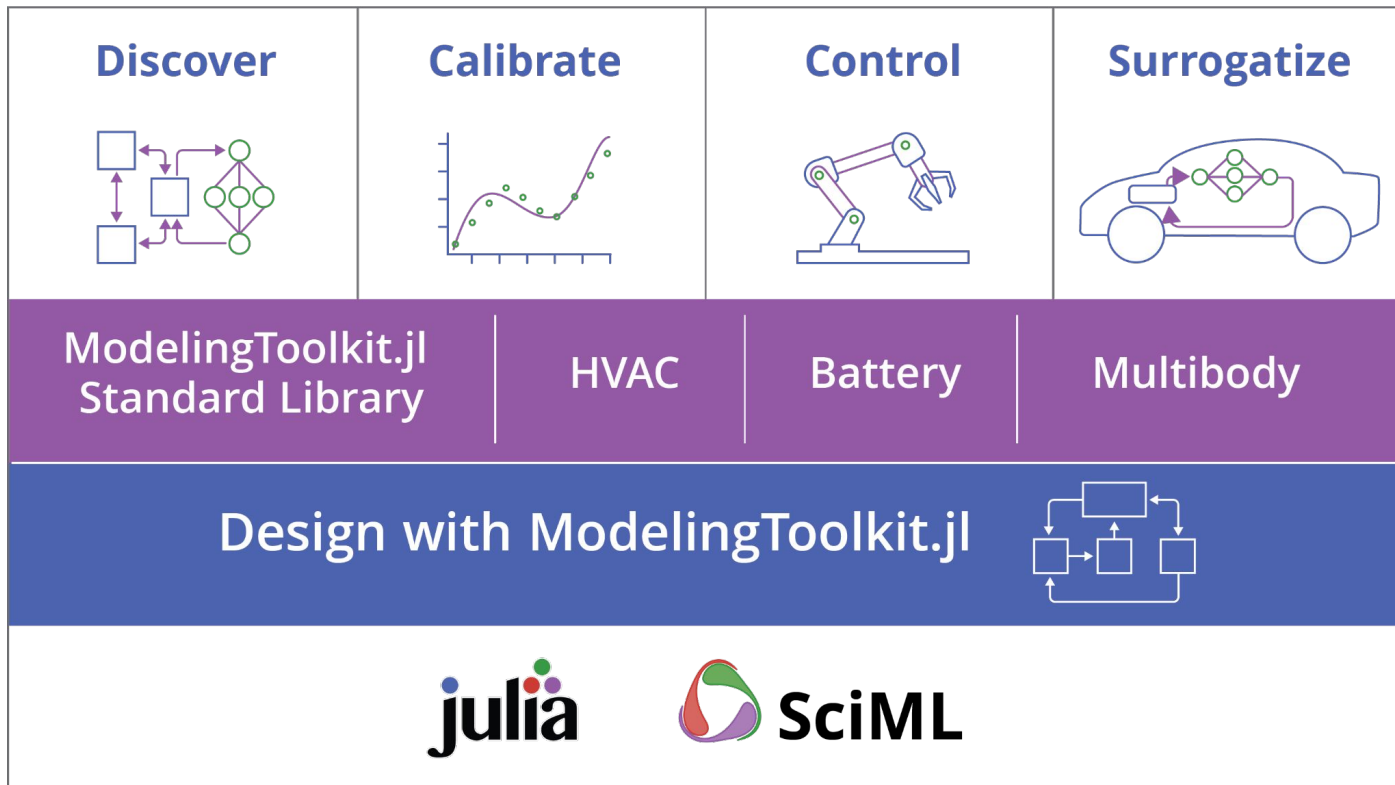 Discover
Calibrate
Control
Surrogatize
ModelingToolkit.jl
Standard Library
HVAC
Battery
Multibody
Design with ModelingToolkit.jl
julia
SciML